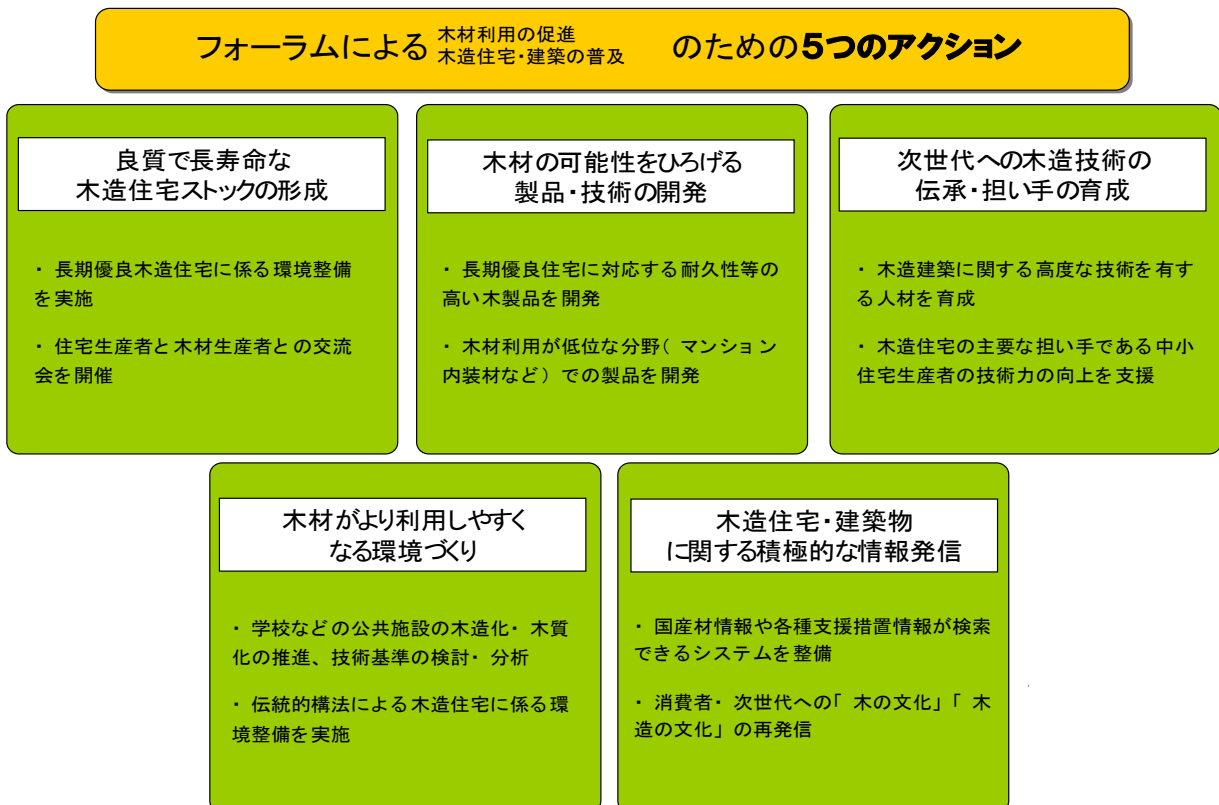 フォーラムによる 木材利用の促進 木造住宅・建築の普及 のための5つのアクション
良質で長寿命な
木造住宅ストックの形成
・ 長期優良木造住宅に係る環境整備
を実施
・ 住宅生産者と木材生産者との交流
会を開催
木材の可能性をひろげる
製品・技術の開発
・ 長期優良住宅に対応する耐久性等の
高い木製品を開発
・ 木材利用が低位な分野( マンション
内装材など) での製品を開発
次世代への木造技術の
伝承・担い手の育成
・ 木造建築に関する高度な技術を有す
る人材を育成
・ 木造住宅の主要な担い手である中小
住宅生産者の技術力の向上を支援
木材がより利用しやすく
なる環境づくり
・ 学校などの公共施設の木造化・ 木質
化の推進、技術基準の検討・ 分析
・ 伝統的構法による木造住宅に係る環
境整備を実施
木造住宅・建築物
に関する積極的な情報発信
・ 国産材情報や各種支援措置情報が検索
できるシステムを整備
・ 消費者・ 次世代への「 木の文化」「 木
造の文化」の再発信